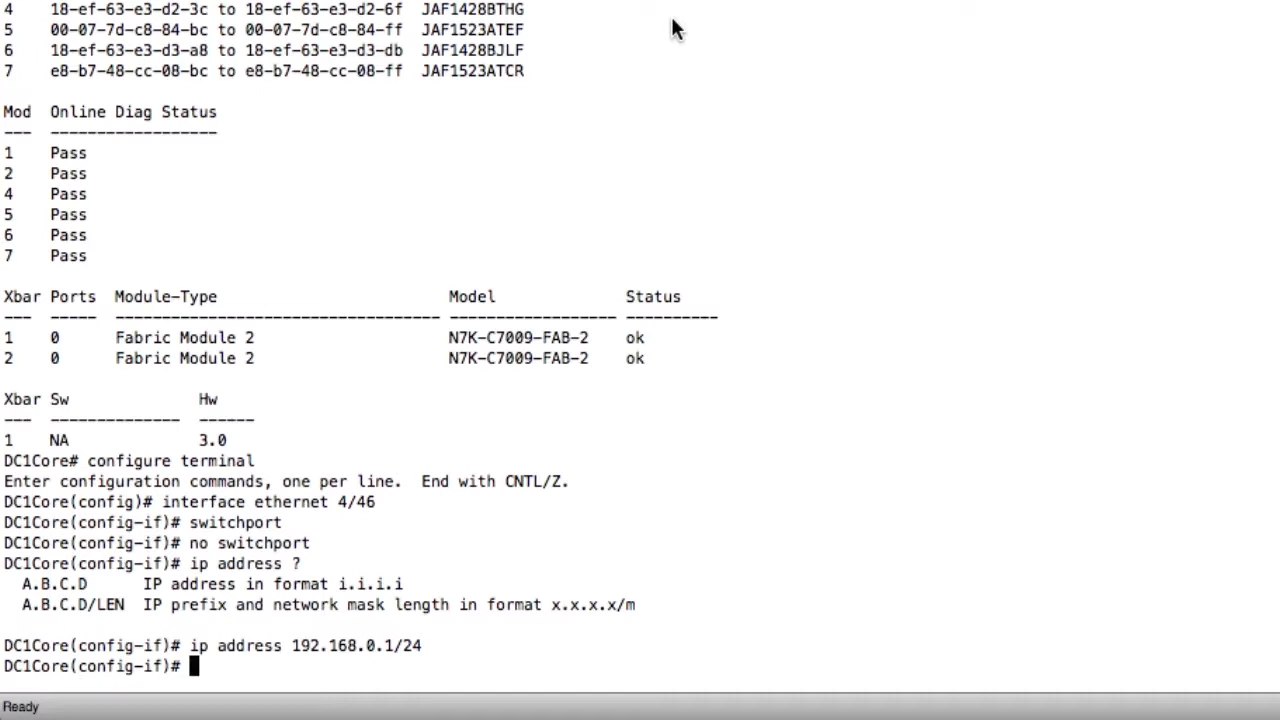 4    18-ef-63-e3-d2-3c to 18-ef-63-e3-d2-6f  JAF1428BTHG
5    00-07-7d-c8-84-bc to 00-07-7d-c8-84-ff  JAF1523ATEF
6    18-ef-63-e3-d3-a8 to 18-ef-63-e3-d3-db  JAF1428BJLF
7    e8-b7-48-cc-08-bc to e8-b7-48-cc-08-ff  JAF1523ATCR
Mod  Online Diag Status
---  ------------------
1    Pass
2    Pass
4    Pass
5    Pass
6    Pass
7    Pass
Xbar Ports  Module-Type                         Model              Status
---  -----  ----------------------------------- ------------------ ----------
1    0      Fabric Module 2                     N7K-C7009-FAB-2    ok
2    0      Fabric Module 2                     N7K-C7009-FAB-2    ok
Xbar Sw              Hw
---  --------------  ------
1    NA              3.0
DC1Core# configure terminal
Enter configuration commands, one per line.  End with CNTL/Z.
DC1Core(config)# interface ethernet 4/46
DC1Core(config-if)# switchport
DC1Core(config-if)# no switchport
DC1Core(config-if)# ip address ?
  A.B.C.D      IP address in format i.i.i.i
  A.B.C.D/LEN  IP prefix and network mask length in format x.x.x.x/m
DC1Core(config-if)# ip address 192.168.0.1/24
DC1Core(config-if)#
Ready